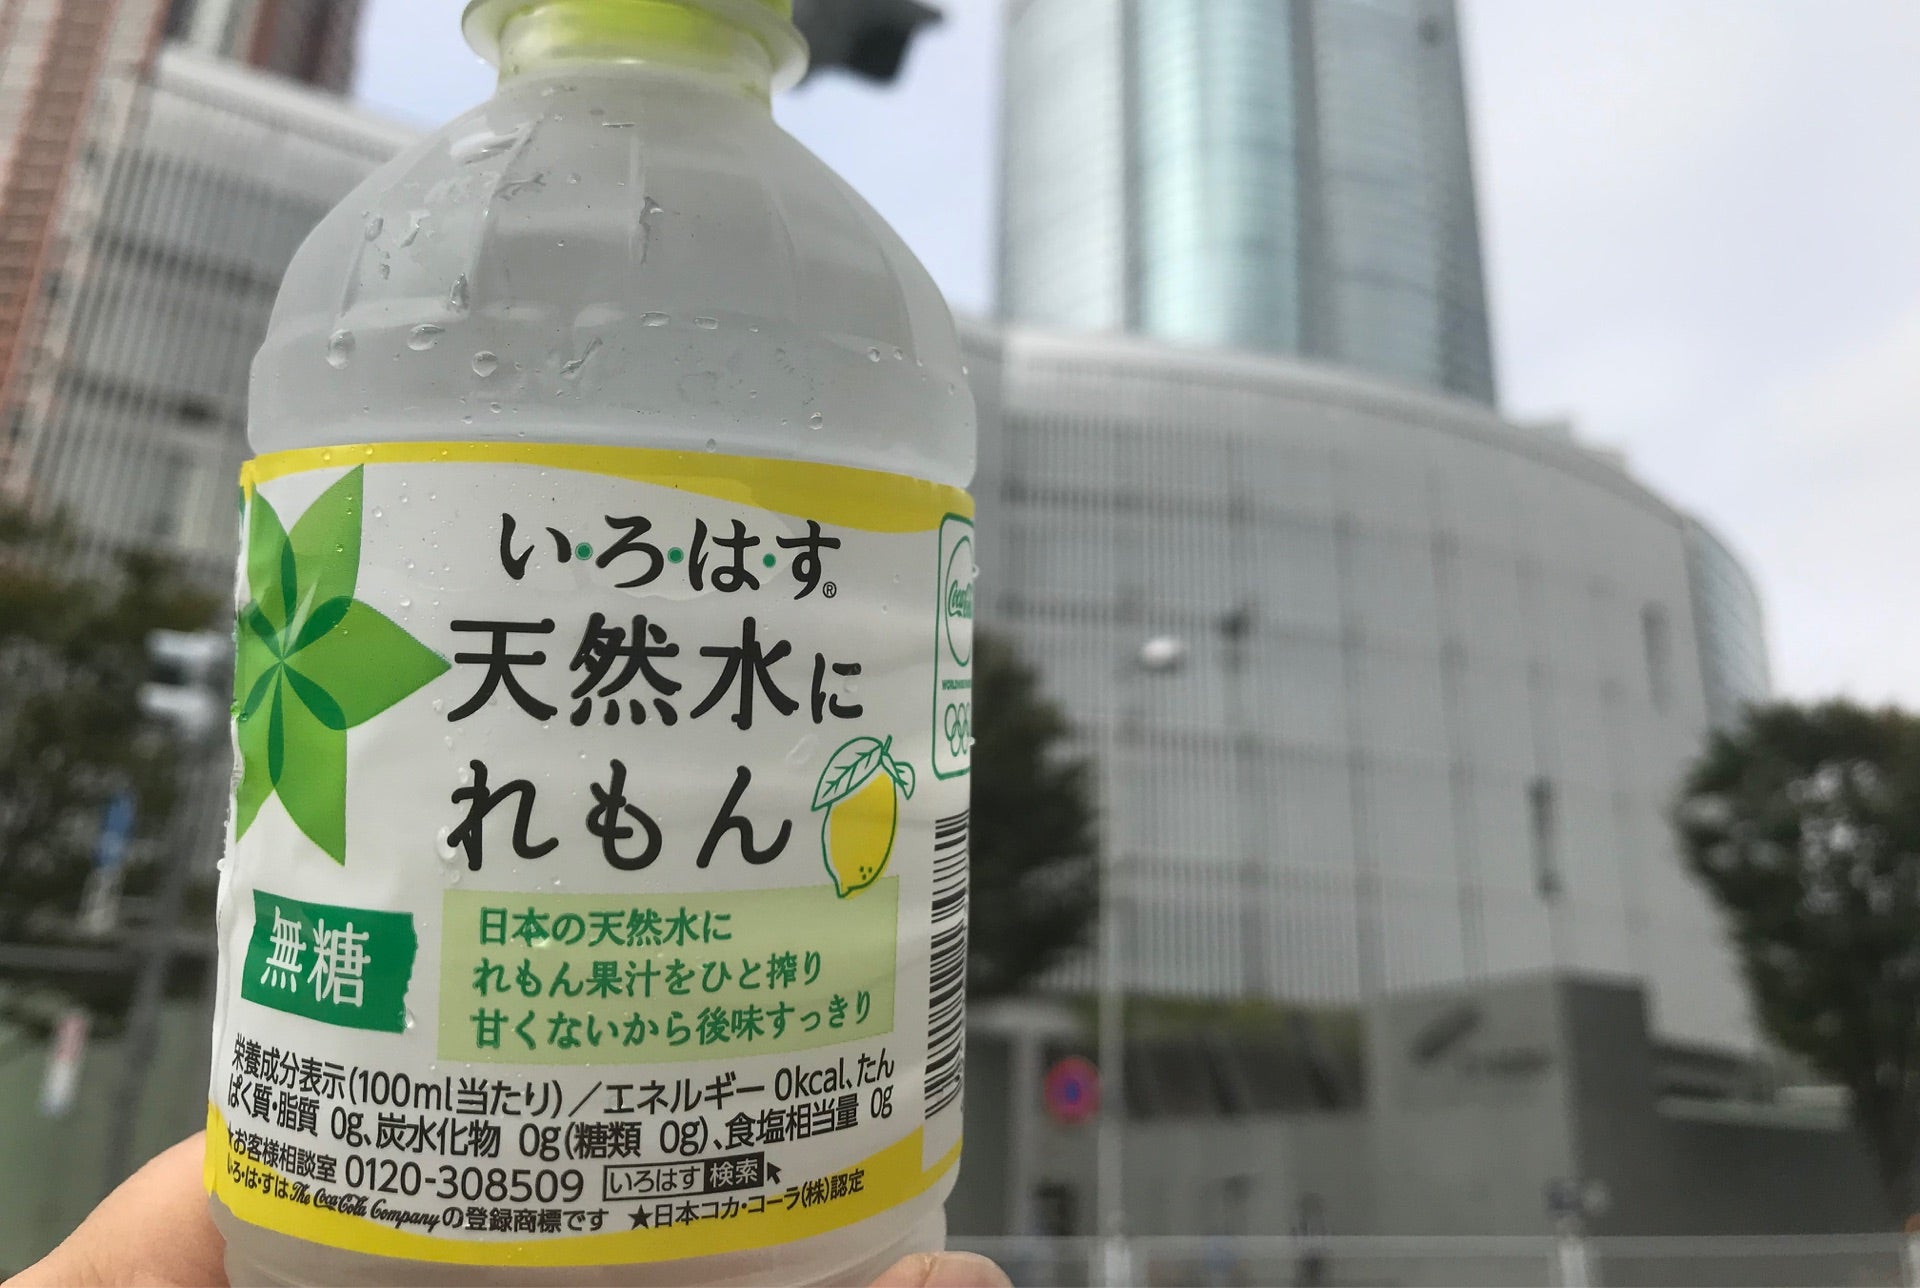 い・ろ・は・す®
天然水に
れもん
無糖
日本の天然水に
れもん果汁をひと搾り
甘くないから後味すっきり
栄養成分表示(100ml当たり)／エネルギー 0kcal、たん
ぱく質・脂質 0g、炭水化物 0g(糖類 0g)、食塩相当量 0g
★お客様相談室 0120-308509 いろはす 検索
い・ろ・は・すは The Coca-Cola Company の登録商標です ★日本コカ・コーラ(株)認定